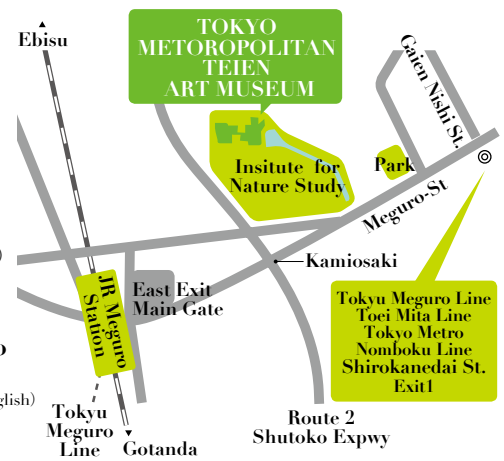 Ebisu
TOKYO
METOROPOLITAN
TEIEN
ART MUSEUM
Gaien Nishi St.
Insitute for
Nature Study
Park
Meguro-St
Kamiosaki
JR Meguro
Station
East Exit
Main Gate
Tokyu Meguro Line
Toei Mita Line
Tokyo Metro
Nomboku Line
Shirokanedai St.
Exit1
glish)
Tokyu
Meguro
Line
Gotanda
Route 2
Shutoko Expwy